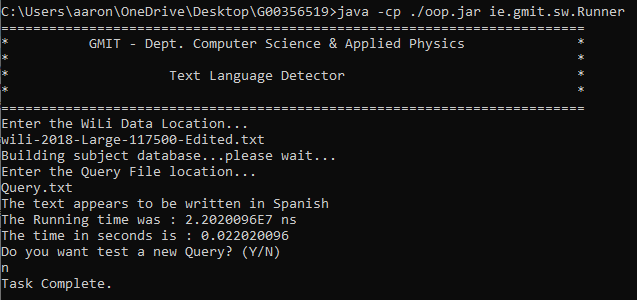 C:\Users\aaron\OneDrive\Desktop\G00356519>java -cp ./oop.jar ie.gmit.sw.Runner
=========================================================================
* GMIT - Dept. Computer Science & Applied Physics *
* *
* Text Language Detector *
* *
=========================================================================
Enter the WiLi Data Location...
wili-2018-Large-117500-Edited.txt
Building subject database...please wait...
Enter the Query File location...
Query.txt
The text appears to be written in Spanish
The Running time was : 2.2020096E7 ns
The time in seconds is : 0.022020096
Do you want test a new Query? (Y/N)
n
Task Complete.